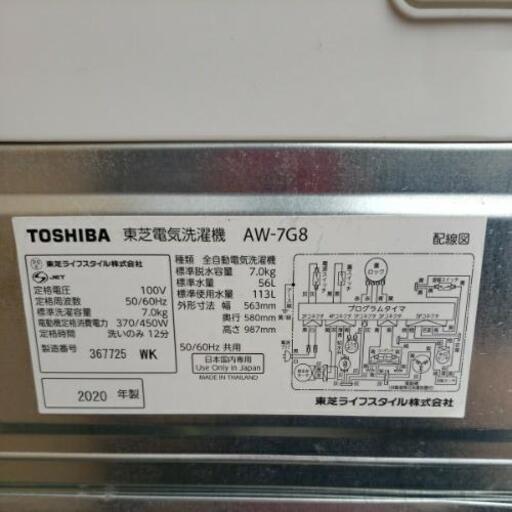 TOSHIBA 東芝電気洗濯機 AW-7G8 配線図
東芝ライフスタイル株式会社
JET
定格電圧 100V
定格周波数 50/60Hz
標準洗濯容量 7.0kg
電動機定格消費電力 370/450W
定格時間 洗いのみ 12分
製造番号 367725 WK
2020 年製
種類 全自動電気洗濯機
標準脱水容量 7.0kg
標準水量 56L
標準使用水量 113L
外形寸法 幅 563mm
奥行 580mm
高さ 987mm
50/60Hz 共用
日本国内専用
Use Only in Japan
MADE IN THAILAND
ロック
プログラムタイマ
東芝ライフスタイル株式会社